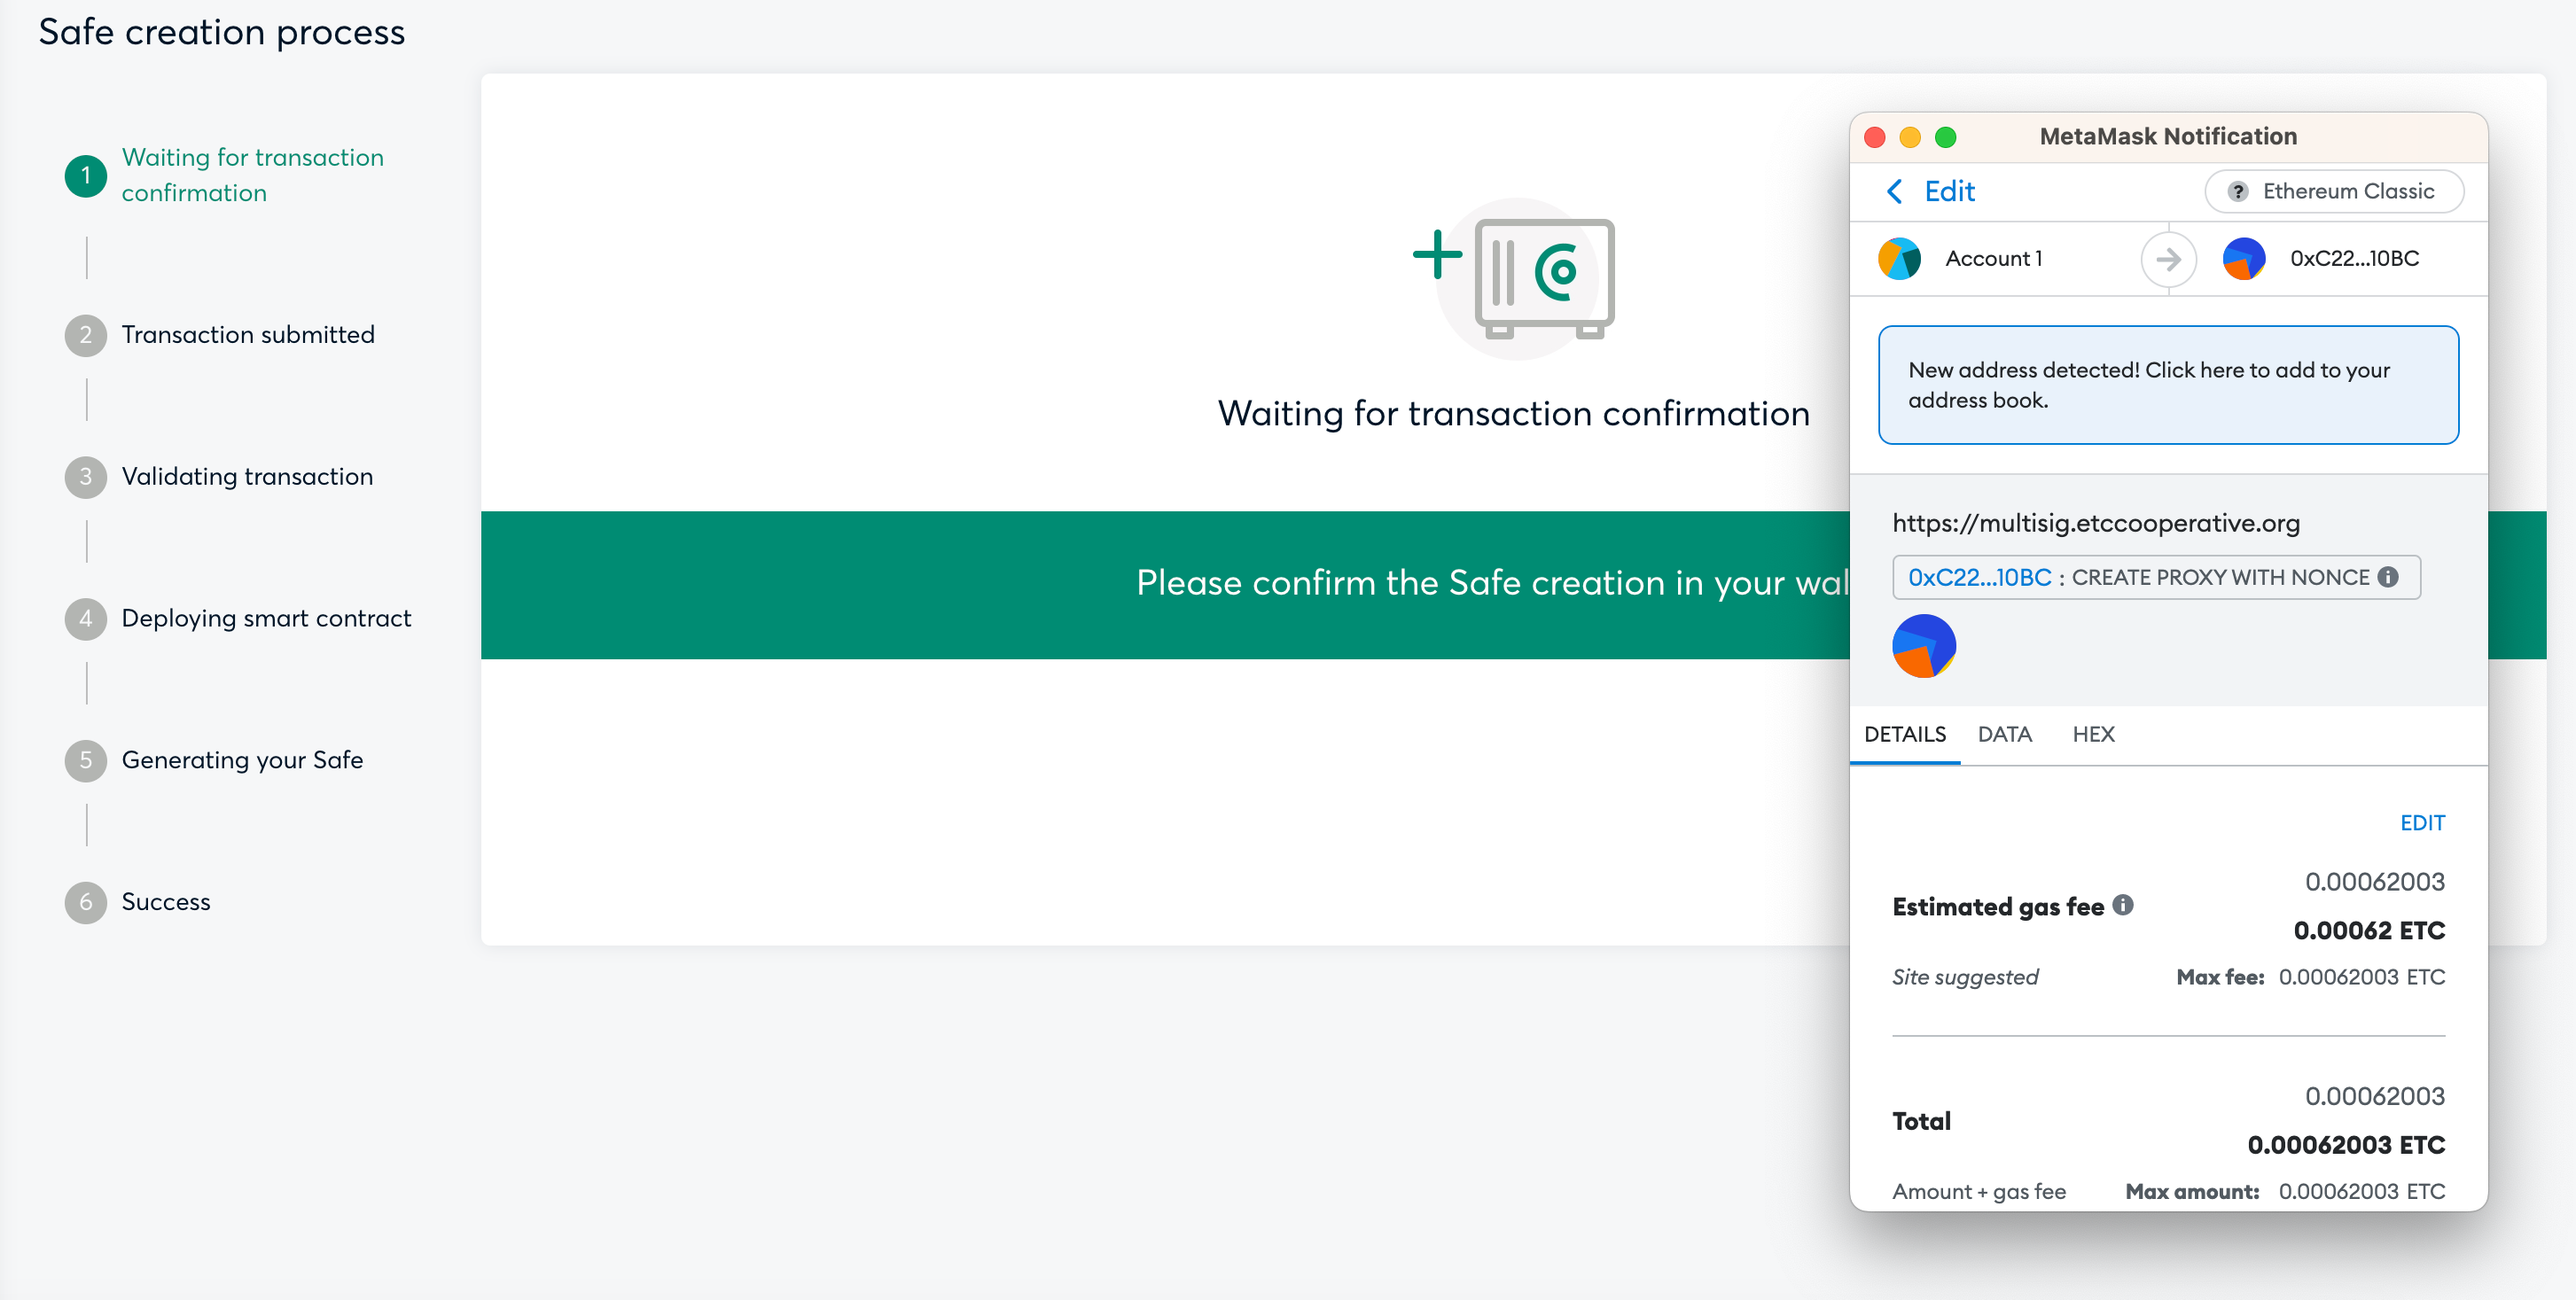 Safe creation process
1
Waiting for transaction
confirmation
2
Transaction submitted
3
Validating transaction
4
Deploying smart contract
5
Generating your Safe
6
Success
Waiting for transaction confirmation
Please confirm the Safe creation in your wal
MetaMask Notification
Edit
? Ethereum Classic
Account 1
0xC22...10BC
New address detected! Click here to add to your
address book.
https://multisig.etccooperative.org
0xC22...10BC : CREATE PROXY WITH NONCE
DETAILS DATA HEX
EDIT
0.00062003
Estimated gas fee
0.00062 ETC
Site suggested Max fee: 0.00062003 ETC
0.00062003
Total
0.00062003 ETC
Amount + gas fee Max amount: 0.00062003 ETC